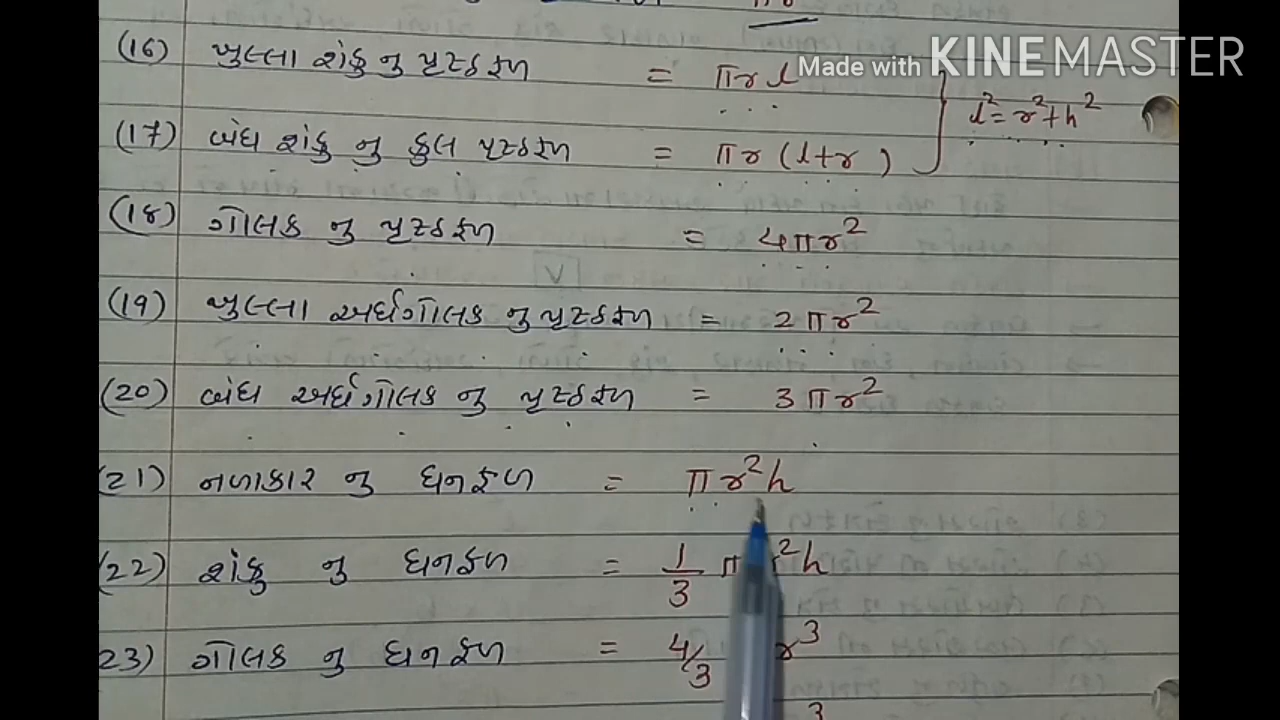 Made with KINEMASTER
(16) ખુલ્લા શંકુ નુ પૃષ્ઠફળ = πrl
l² = r² + h²
(17) બંધ શંકુ નુ કુલ પૃષ્ઠફળ = πr (l+r)
(18) ગોલક નુ પૃષ્ઠફળ = 4πr²
(19) ખુલ્લા અર્ધગોલક નુ પૃષ્ઠફળ = 2πr²
(20) બંધ અર્ધગોલક નુ પૃષ્ઠફળ = 3πr²
(21) નળાકાર નુ ઘનફળ = πr²h
(22) શંકુ નુ ઘનફળ = 1/3 πr²h
23) ગોલક નુ ઘનફળ = 4/3 r³